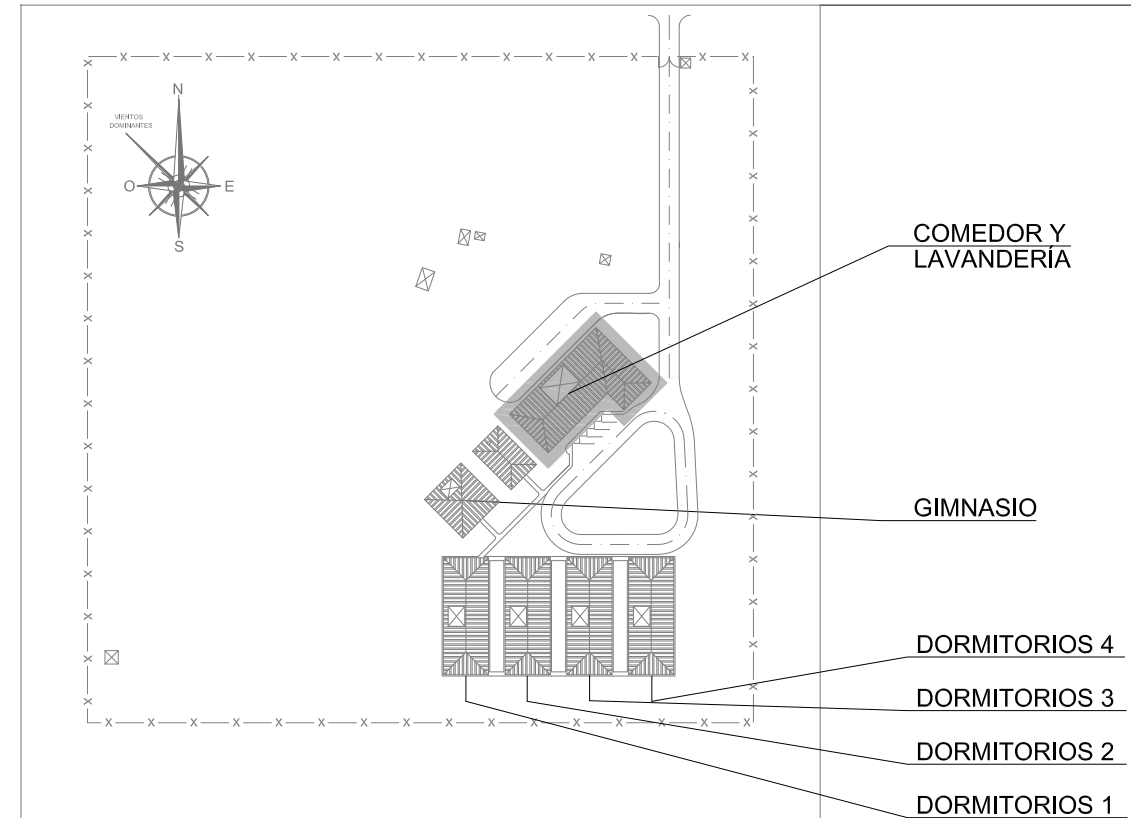 N
VIENTOS
DOMINANTES
O
E
S
COMEDOR Y
LAVANDERÍA
GIMNASIO
DORMITORIOS 4
DORMITORIOS 3
DORMITORIOS 2
DORMITORIOS 1